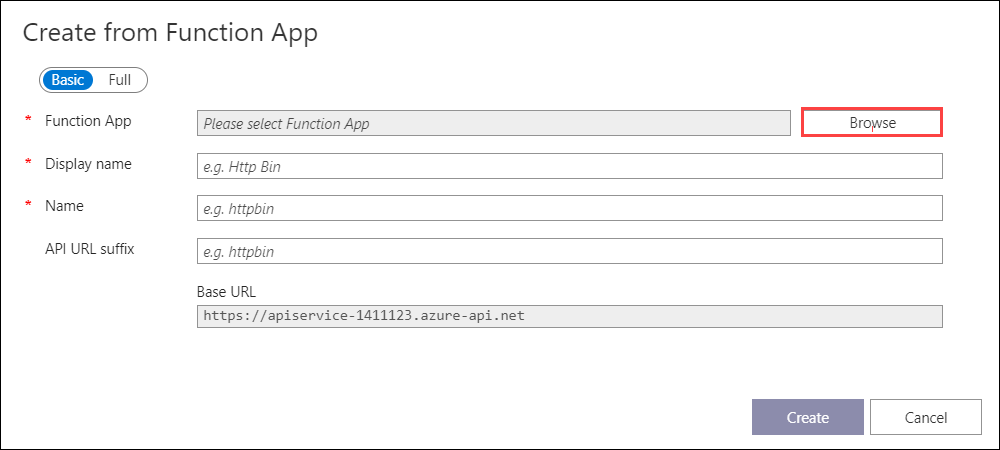 Create from Function App
Basic Full
* Function App Please select Function App Browse
* Display name e.g. Http Bin
* Name e.g. httpbin
API URL suffix e.g. httpbin
Base URL
https://apiservice-1411123.azure-api.net
Create Cancel